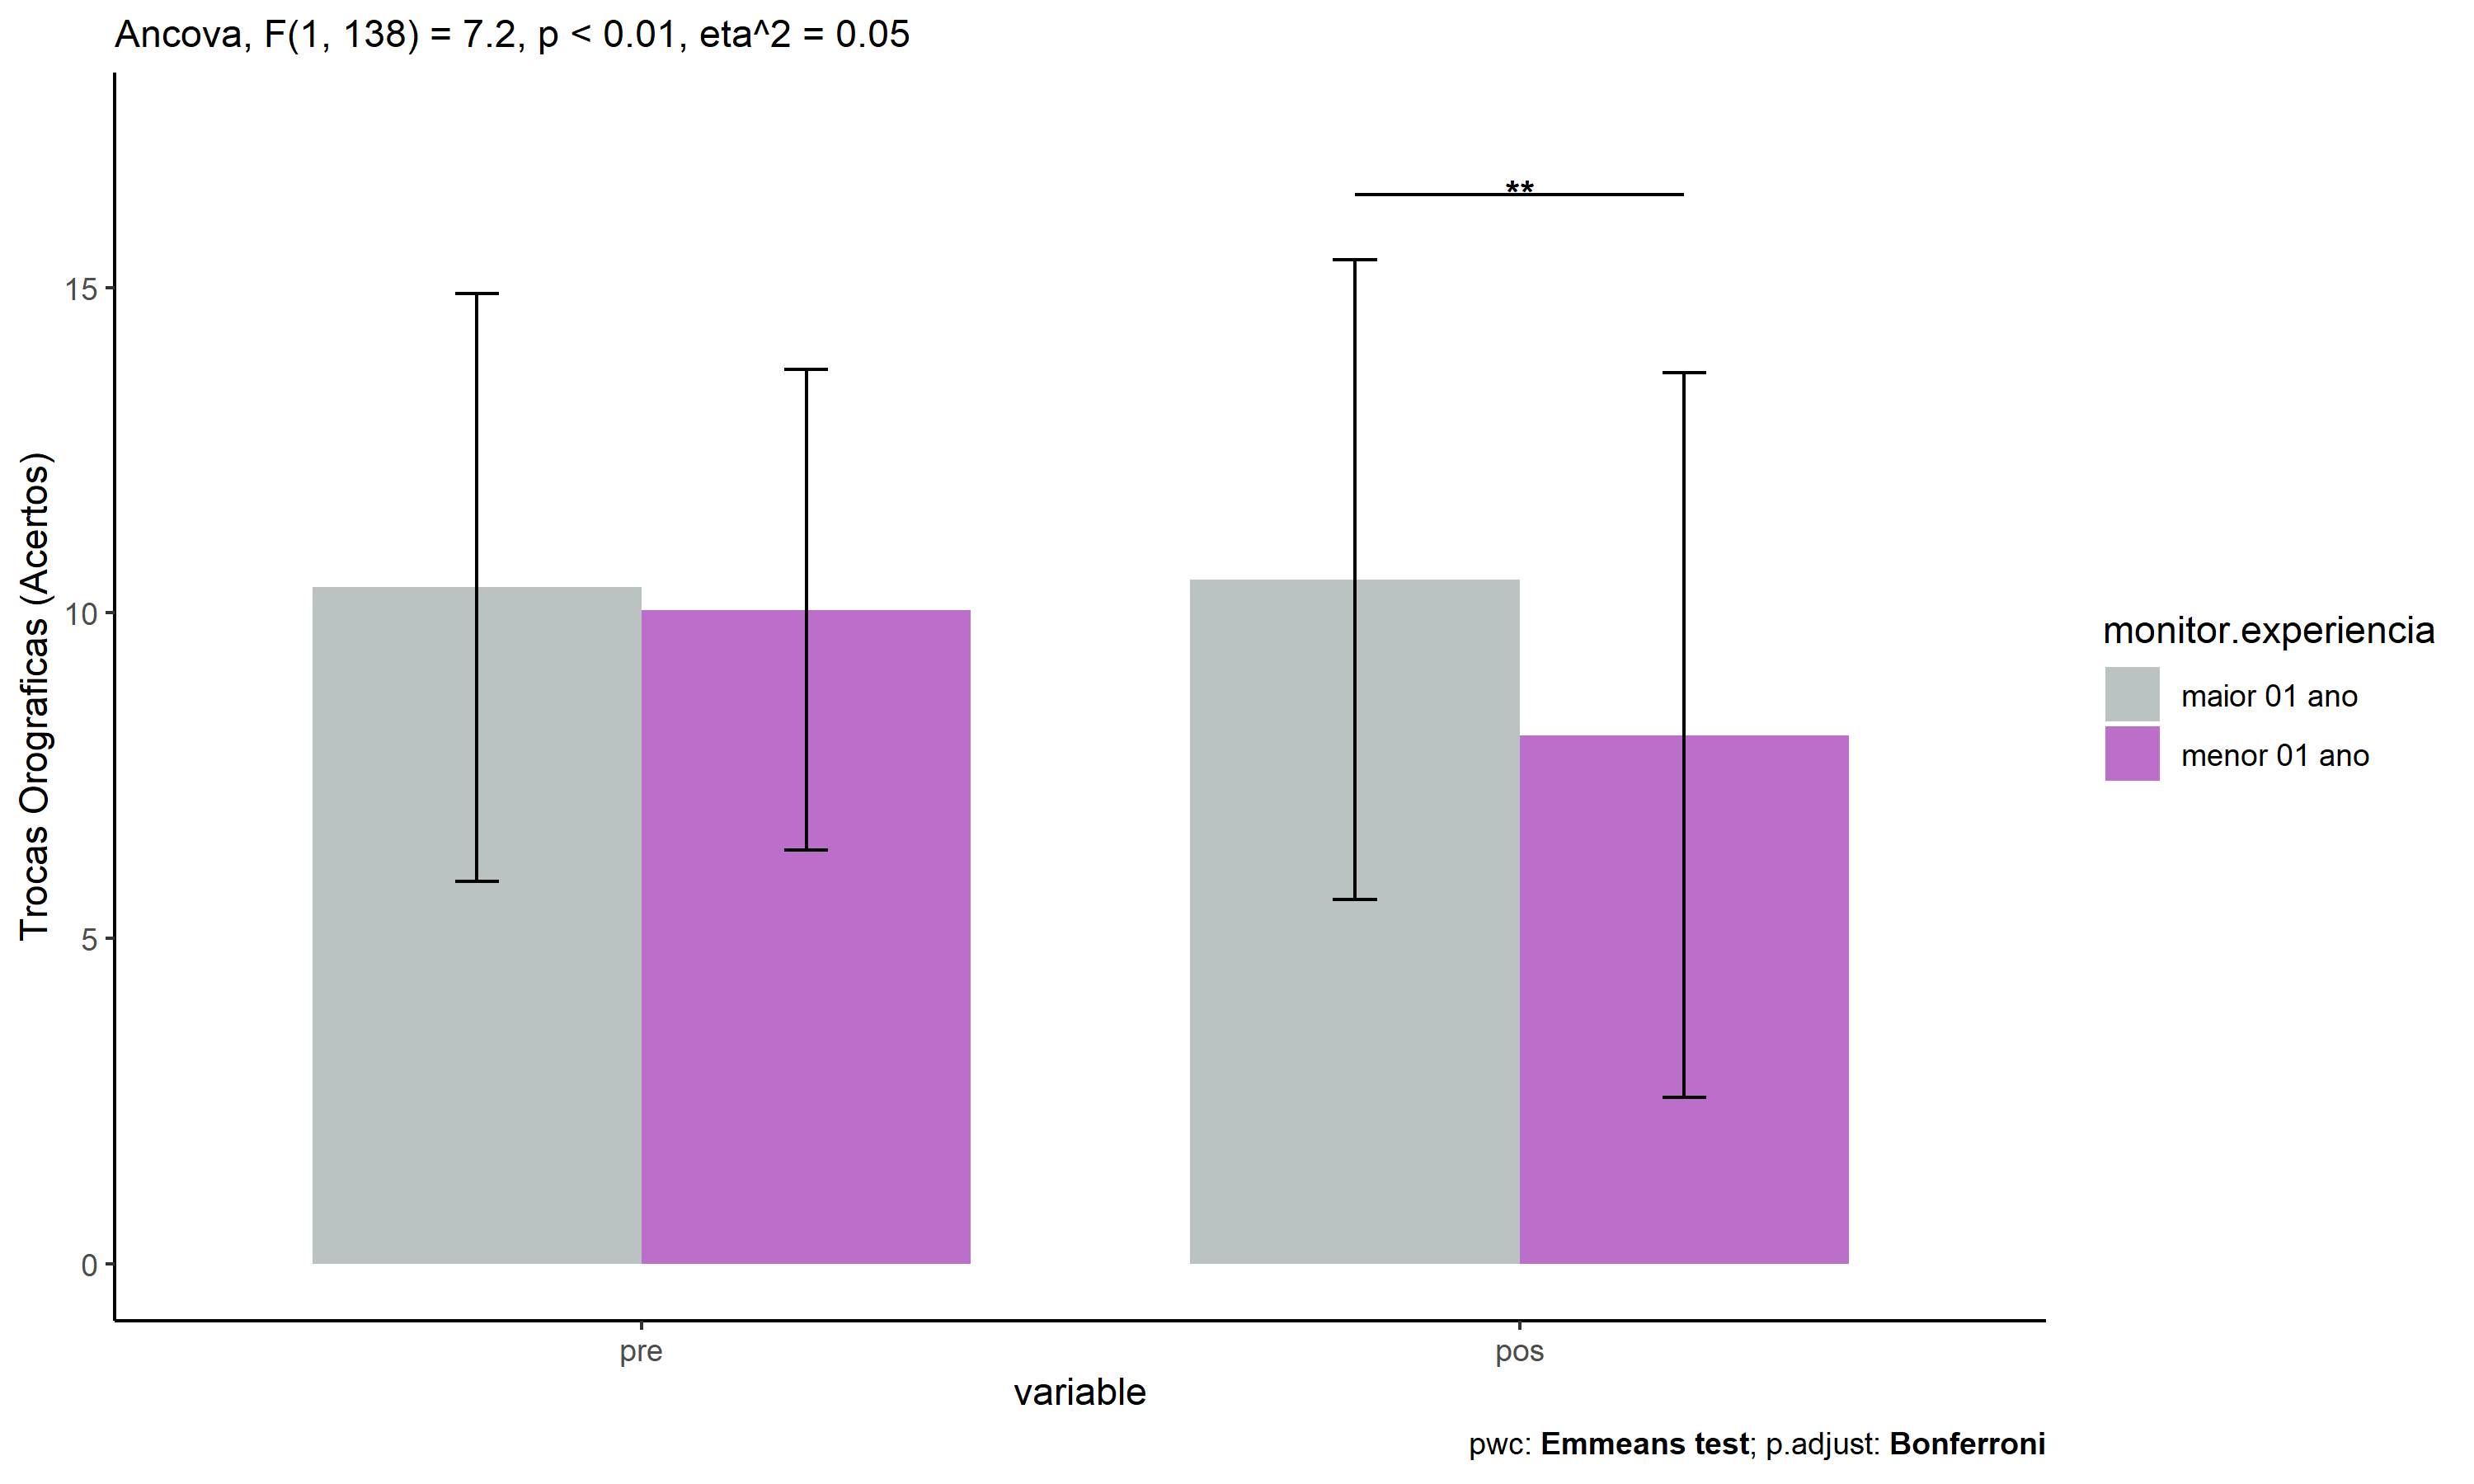 Ancova, F(1, 138) = 7.2, p < 0.01, eta^2 = 0.05
Trocas Orograficas (Acertos)
15
10
5
0
**
pre
pos
variable
monitor.experiencia
maior 01 ano
menor 01 ano
pwc: Emmeans test; p.adjust: Bonferroni